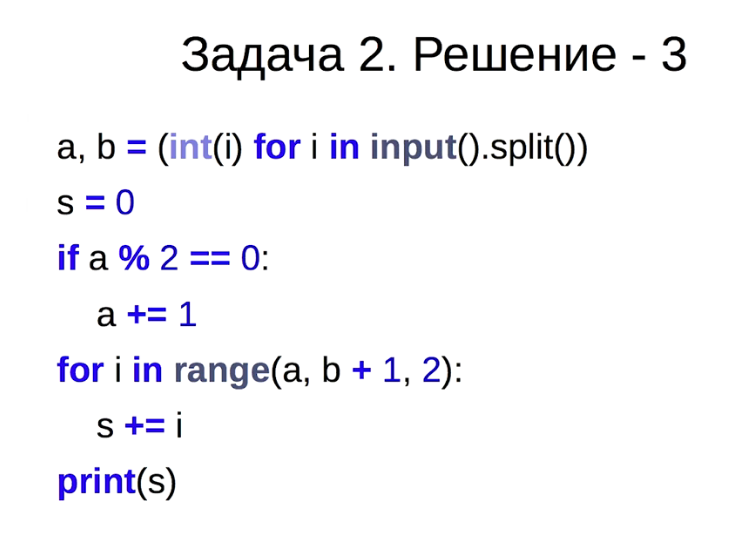 Задача 2. Решение - 3
a, b = (int(i) for i in input().split())
s = 0
if a % 2 == 0:
    a += 1
for i in range(a, b + 1, 2):
    s += i
print(s)